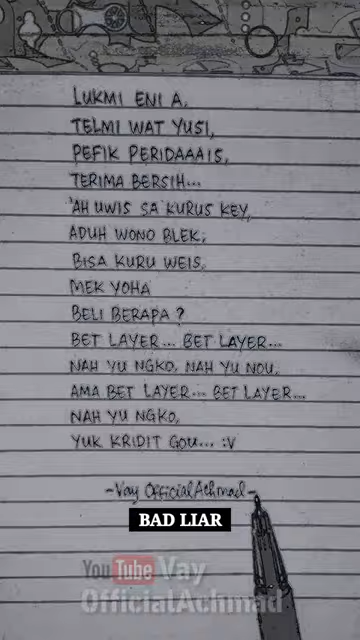 LUKMI ENI A,
TELMI WAT YUSI,
PEFIK PERIDAAAIS,
TERIMA BERSIH...
'AH UWIS SA KURUS KEY,
ADUH WONO BLEK,
BISA KURU WEIS,
MEK YOHA
BELI BERAPA ?
BET LAYER... BET LAYER...
NAH YU NGKO, NAH YU NOU,
AMA BET LAYER... BET LAYER...
NAH YU NGKO,
YUK KRIDIT GOU... :V
-Vay OfficialAchmad-
BAD LIAR
YouTube Vay
OfficialAchmad